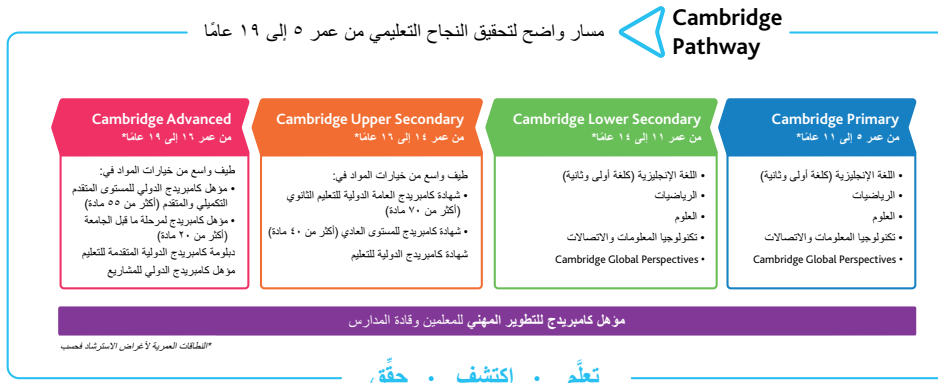 Cambridge
Pathway
مسار واضح لتحقيق النجاح التعليمي من عمر ٥ إلى ١٩ عامًا
Cambridge Primary
من عمر ٥ إلى ١١ عامًا*
• اللغة الإنجليزية (كلغة أولى وثانية)
• الرياضيات
• العلوم
• تكنولوجيا المعلومات والاتصالات
• Cambridge Global Perspectives
Cambridge Lower Secondary
من عمر ١١ إلى ١٤ عامًا*
• اللغة الإنجليزية (كلغة أولى وثانية)
• الرياضيات
• العلوم
• تكنولوجيا المعلومات والاتصالات
• Cambridge Global Perspectives
Cambridge Upper Secondary
من عمر ١٤ إلى ١٦ عامًا*
طيف واسع من خيارات المواد في:
• شهادة كامبريدج العامة الدولية للتعليم الثانوي
(أكثر من ٧٠ مادة)
• شهادة كامبريدج للمستوى العادي (أكثر من ٤٠ مادة)
شهادة كامبريدج الدولية للتعليم
Cambridge Advanced
من عمر ١٦ إلى ١٩ عامًا*
طيف واسع من خيارات المواد في:
• مؤهل كامبريدج الدولي للمستوى المتقدم
التكميلي والمتقدم (أكثر من ٥٥ مادة)
• مؤهل كامبريدج لمرحلة ما قبل الجامعة
(أكثر من ٢٠ مادة)
دبلومة كامبريدج الدولية المتقدمة للتعليم
مؤهل كامبريدج الدولي للمشاريع
مؤهل كامبريدج للتطوير المهني للمعلمين وقادة المدارس
*النطاقات العمرية لأغراض الاسترشاد فحسب
تعلَّم • اكتشف • حقِّق